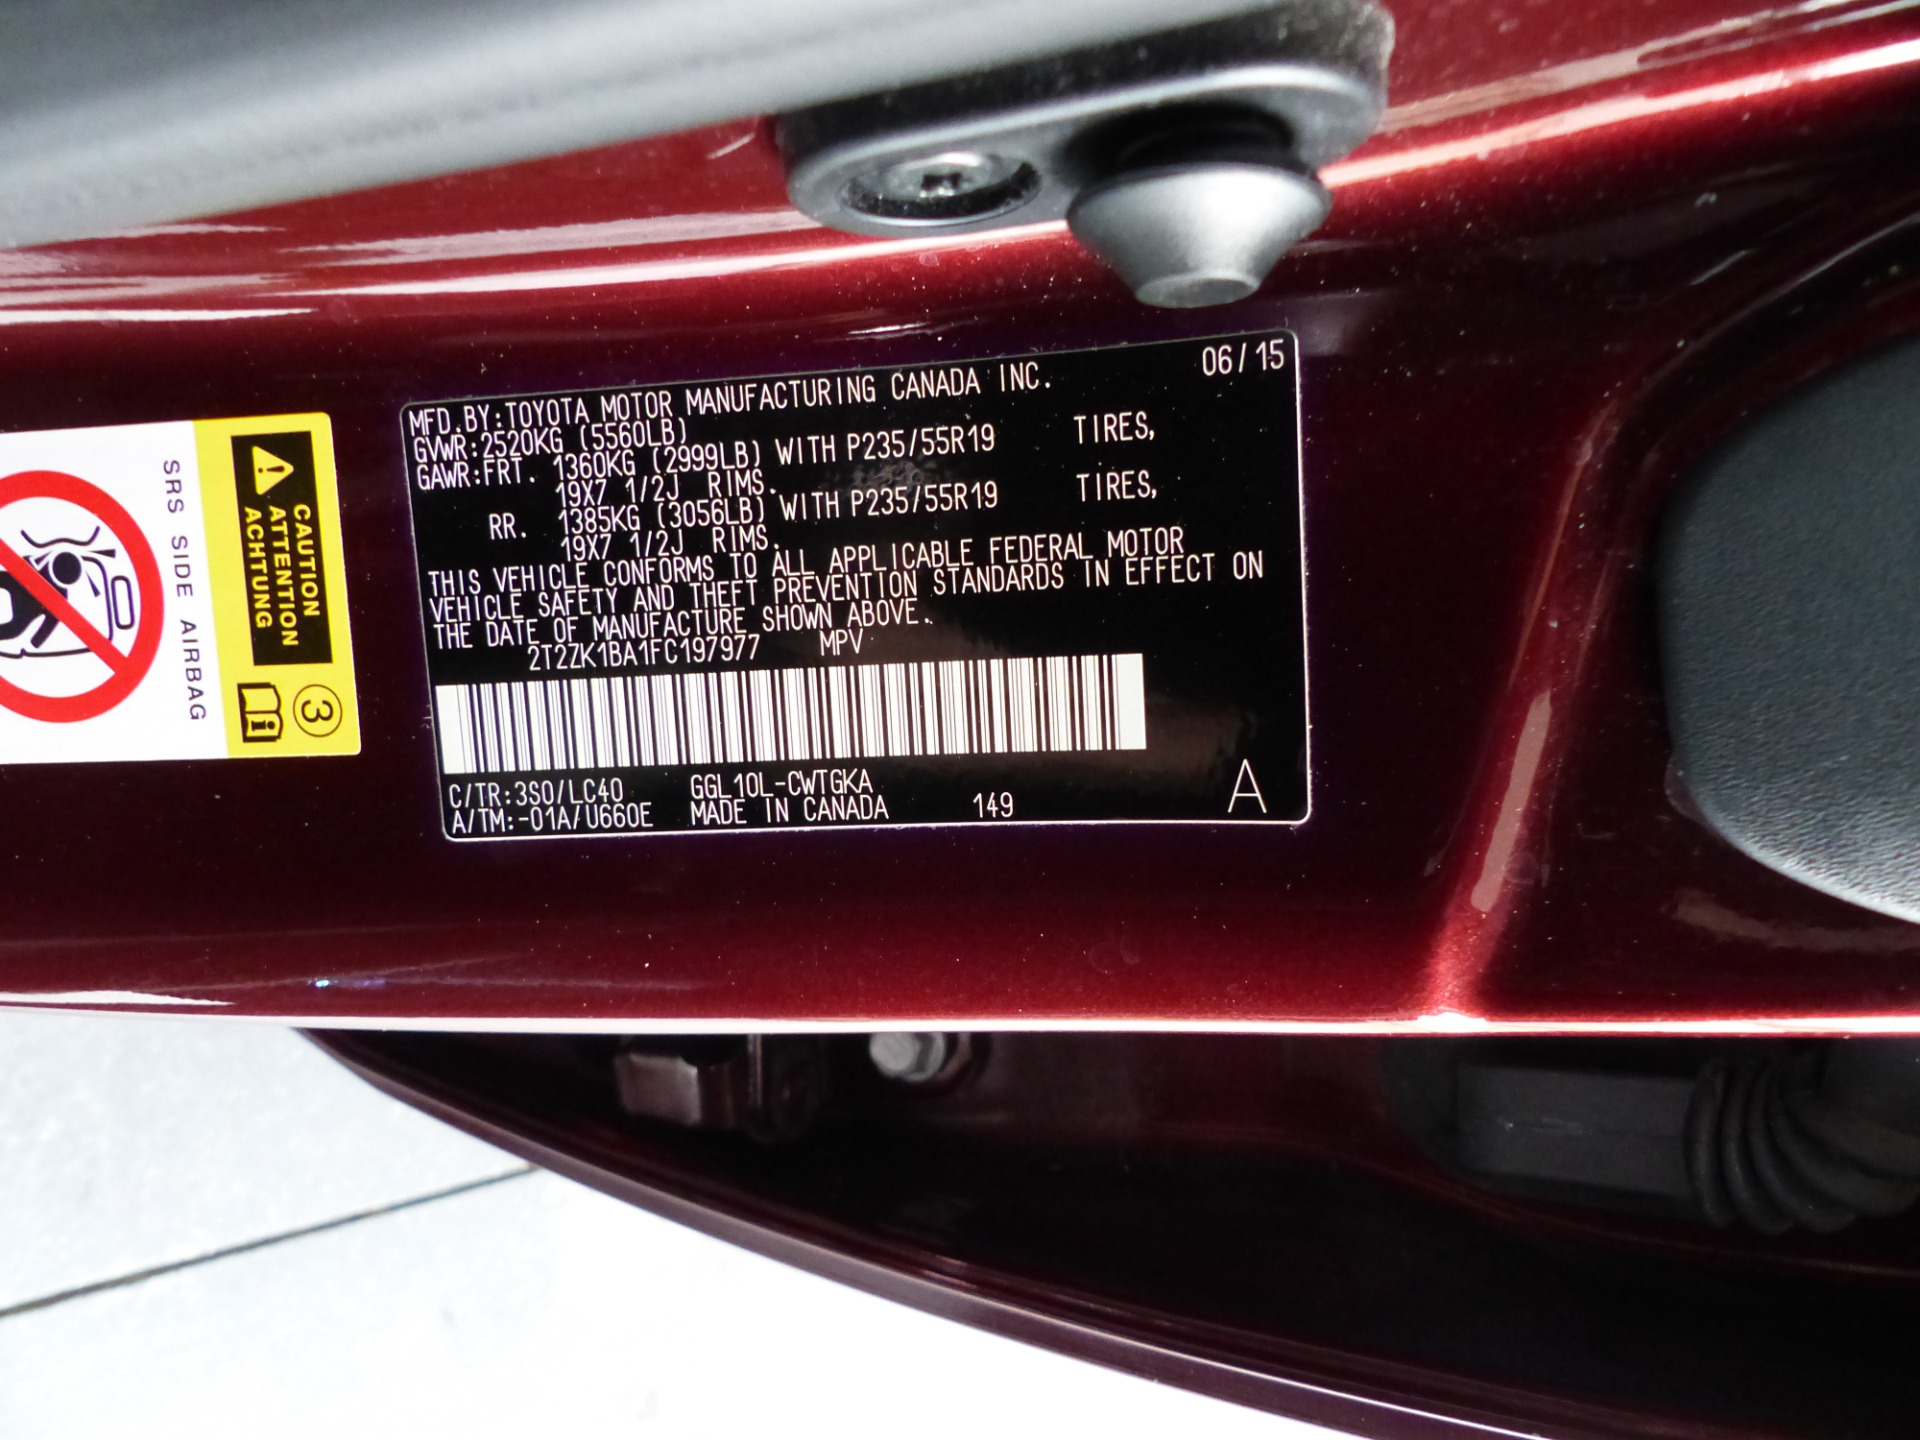 MFD.BY:TOYOTA MOTOR MANUFACTURING CANADA INC. 06/15
GVWR:2520KG (5560LB)
GAWR:FRT. 1360KG (2999LB) WITH P235/55R19 TIRES,
19X7 1/2J RIMS.
RR. 1385KG (3056LB) WITH P235/55R19 TIRES,
19X7 1/2J RIMS.
THIS VEHICLE CONFORMS TO ALL APPLICABLE FEDERAL MOTOR
VEHICLE SAFETY AND THEFT PREVENTION STANDARDS IN EFFECT ON
THE DATE OF MANUFACTURE SHOWN ABOVE.
2T2ZK1BA1FC197977 MPV
C/TR:3S0/LC40 GGL10L-CWTGKA
A/TM:-01A/U660E MADE IN CANADA 149 A
CAUTION
ATTENTION
ACHTUNG
3
i
SRS SIDE AIRBAG